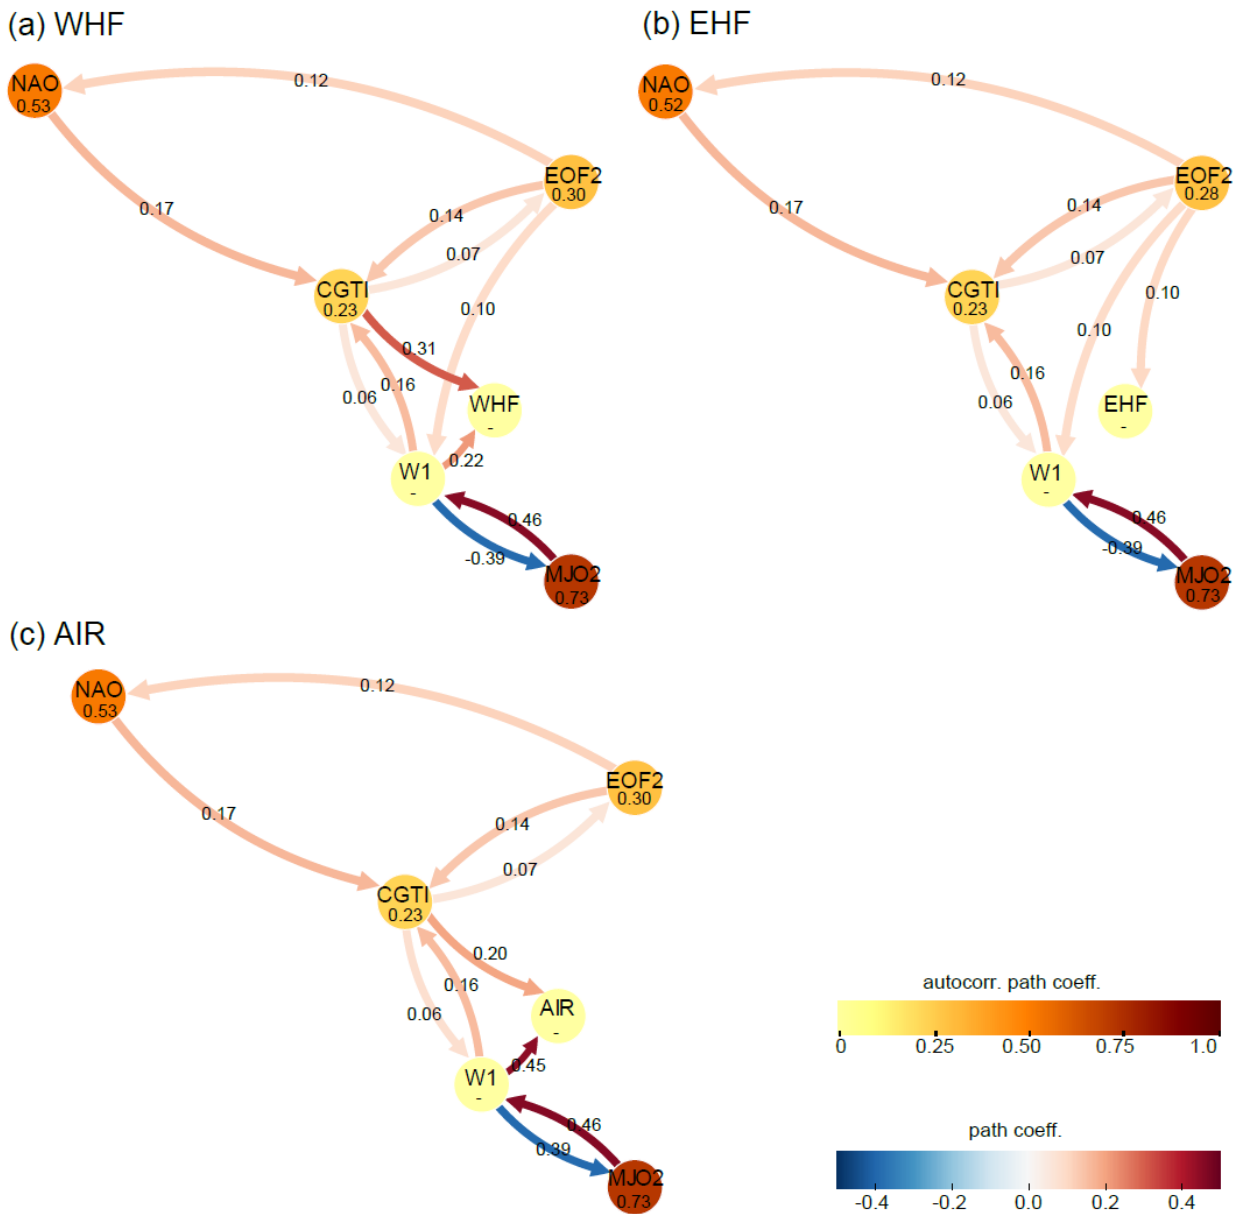 (a) WHF
NAO
0.53
0.12
EOF2
0.30
0.17
0.14
0.07
CGTI
0.23
0.10
0.31
0.06
0.16
WHF
-
W1
-
0.22
0.46
-0.39
MJO2
0.73
(b) EHF
NAO
0.52
0.12
EOF2
0.28
0.17
0.14
0.07
CGTI
0.23
0.10
0.10
0.16
0.06
EHF
-
W1
-
0.46
-0.39
MJO2
0.73
(c) AIR
NAO
0.53
0.12
EOF2
0.30
0.17
0.14
0.07
CGTI
0.23
0.20
0.16
0.06
AIR
-
0.45
W1
-
0.46
0.39
MJO2
0.73
autocorr. path coeff.
0 0.25 0.50 0.75 1.0
path coeff.
-0.4 -0.2 0.0 0.2 0.4